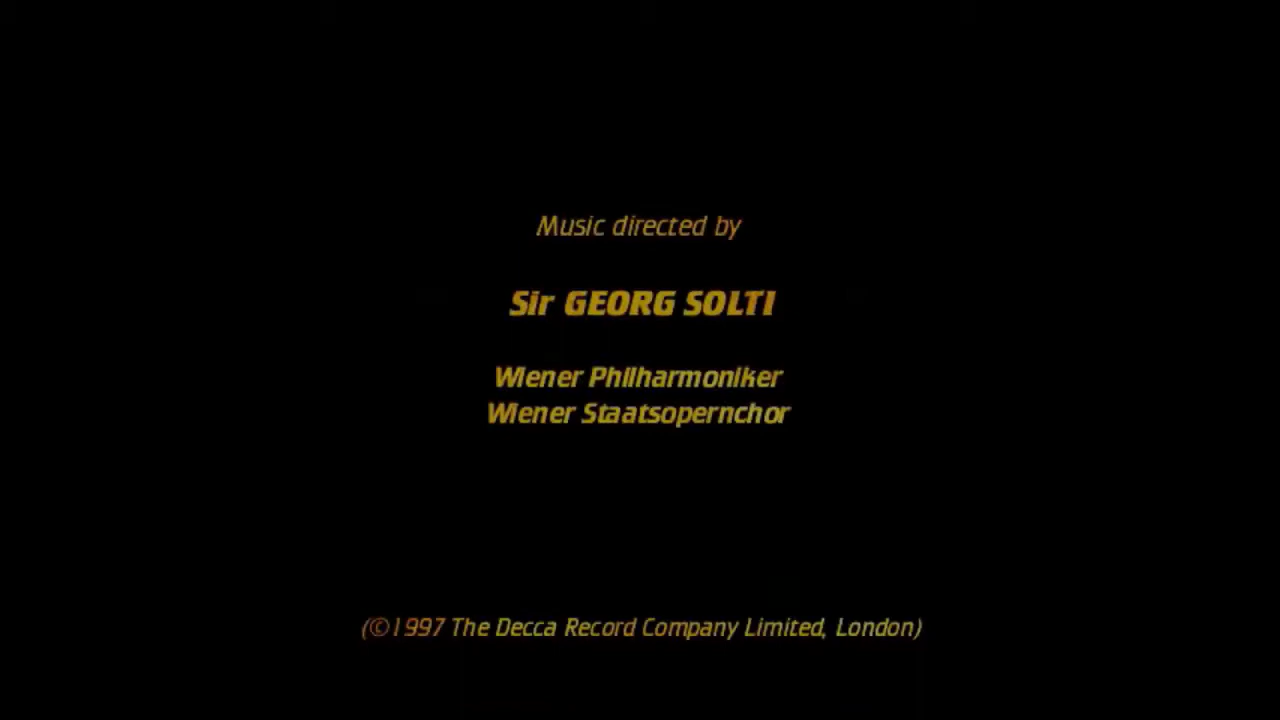 Music directed by
Sir GEORG SOLTI
Wiener Philharmoniker
Wiener Staatsopernchor
(©1997 The Decca Record Company Limited, London)